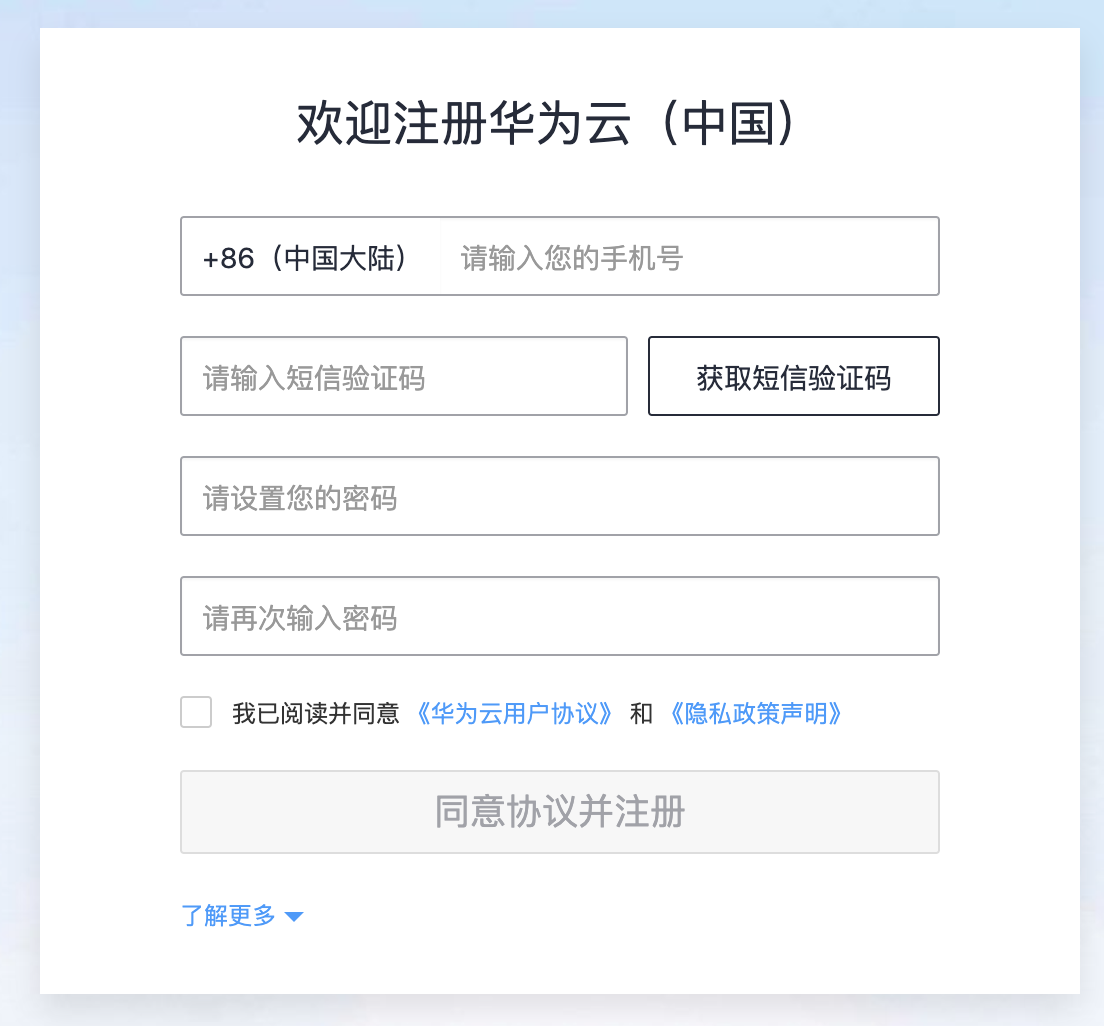 欢迎注册华为云（中国）
+86（中国大陆） 请输入您的手机号
请输入短信验证码 获取短信验证码
请设置您的密码
请再次输入密码
我已阅读并同意 《华为云用户协议》 和 《隐私政策声明》
同意协议并注册
了解更多